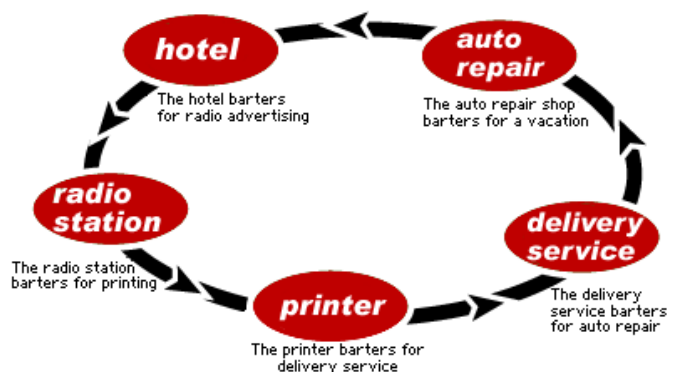 hotel
The hotel barters
for radio advertising
auto
repair
The auto repair shop
barters for a vacation
radio
station
The radio station
barters for printing
printer
The printer barters for
delivery service
delivery
service
The delivery
service barters
for auto repair